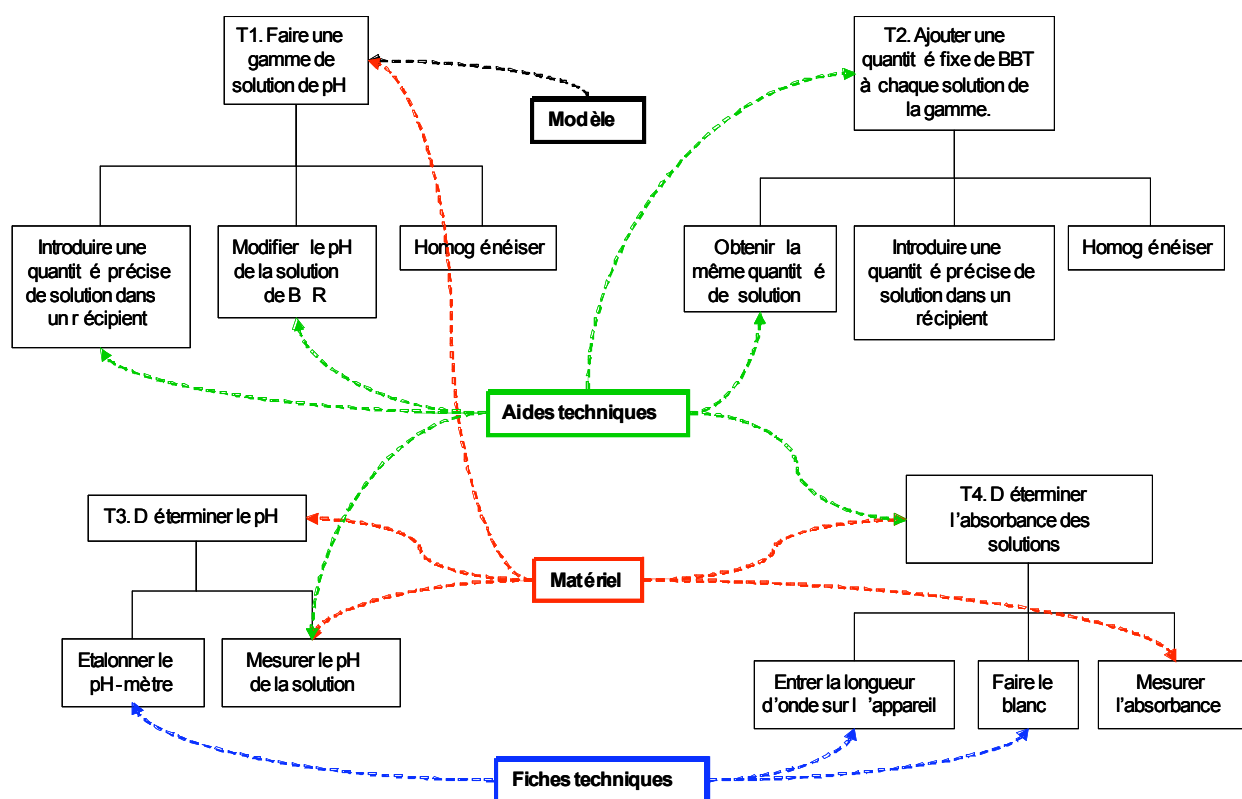 T1. Faire une
gamme de
solution de pH
T2. Ajouter une
quantit é fixe de BBT
à chaque solution de
la gamme.
Modèle
Introduire une
quantit é précise
de solution dans
un r écipient
Modifier le pH
de la solution
de B R
Homog énéiser
Obtenir la
même quantit é
de solution
Introduire une
quantit é précise de
solution dans un
récipient
Homog énéiser
Aides techniques
T3. D éterminer le pH
T4. D éterminer
l'absorbance des
solutions
Matériel
Etalonner le
pH-mètre
Mesurer le pH
de la solution
Entrer la longueur
d'onde sur l 'appareil
Faire le
blanc
Mesurer
l'absorbance
Fiches techniques